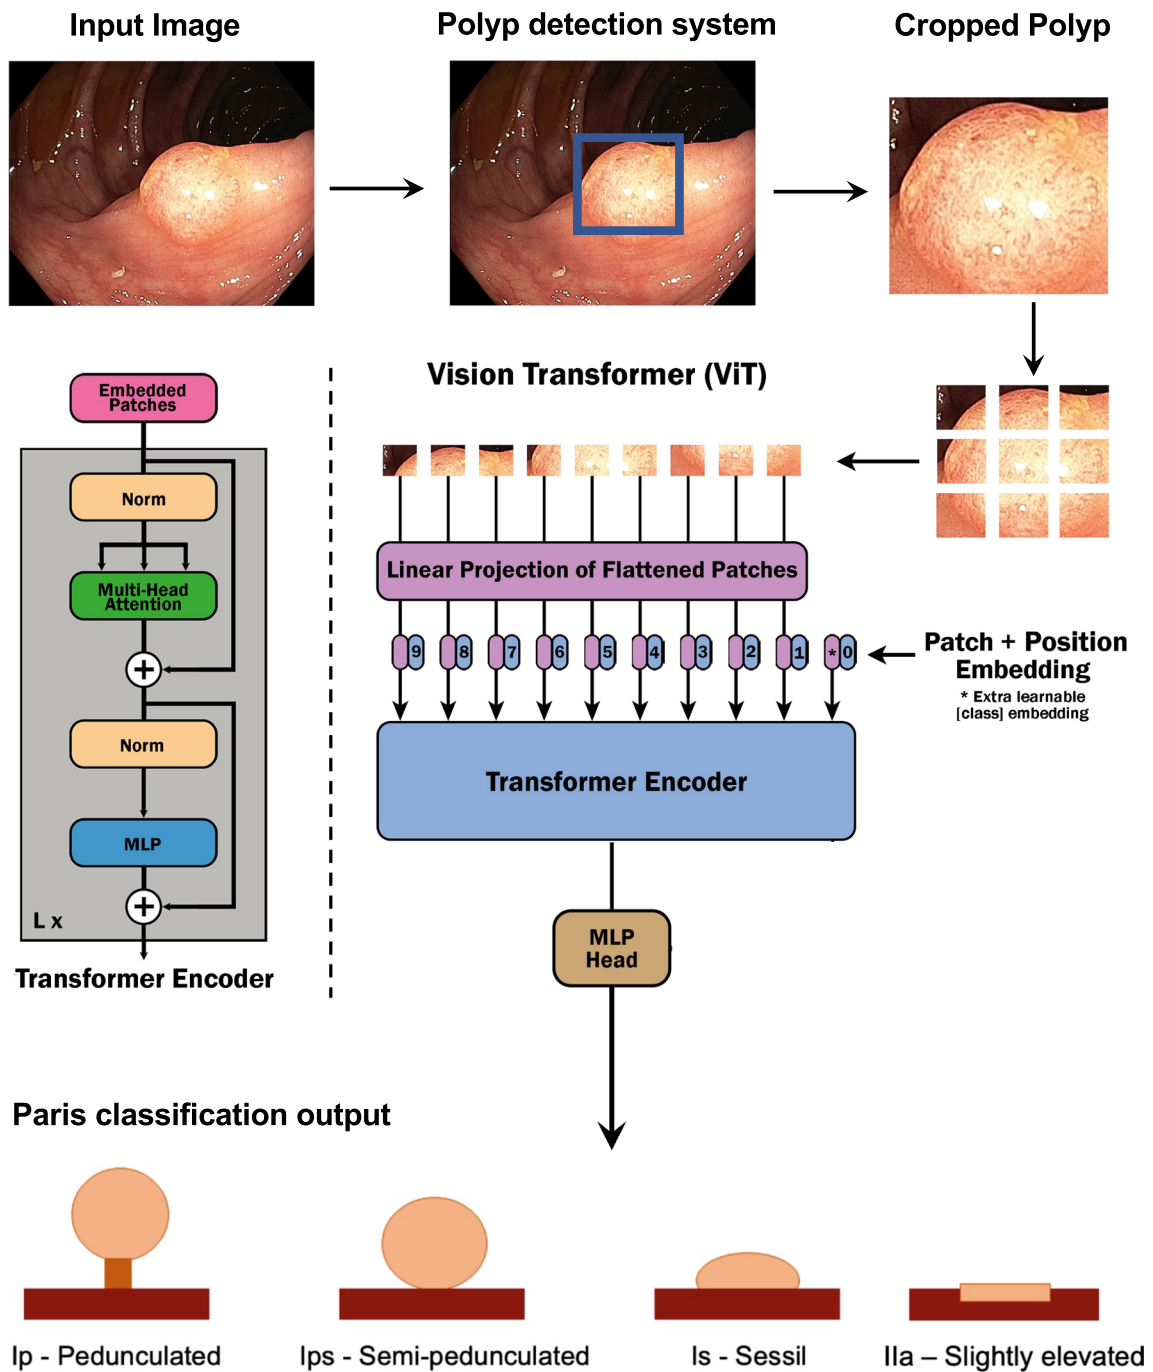 Input Image
Polyp detection system
Cropped Polyp
Vision Transformer (ViT)
Embedded
Patches
Norm
Multi-Head
Attention
+
Norm
MLP
+
L x
Transformer Encoder
Linear Projection of Flattened Patches
9 8 7 6 5 4 3 2 1 * 0
Patch + Position
Embedding
* Extra learnable
[class] embedding
Transformer Encoder
MLP
Head
Paris classification output
Ip - Pedunculated
Ips - Semi-pedunculated
Is - Sessil
IIa – Slightly elevated